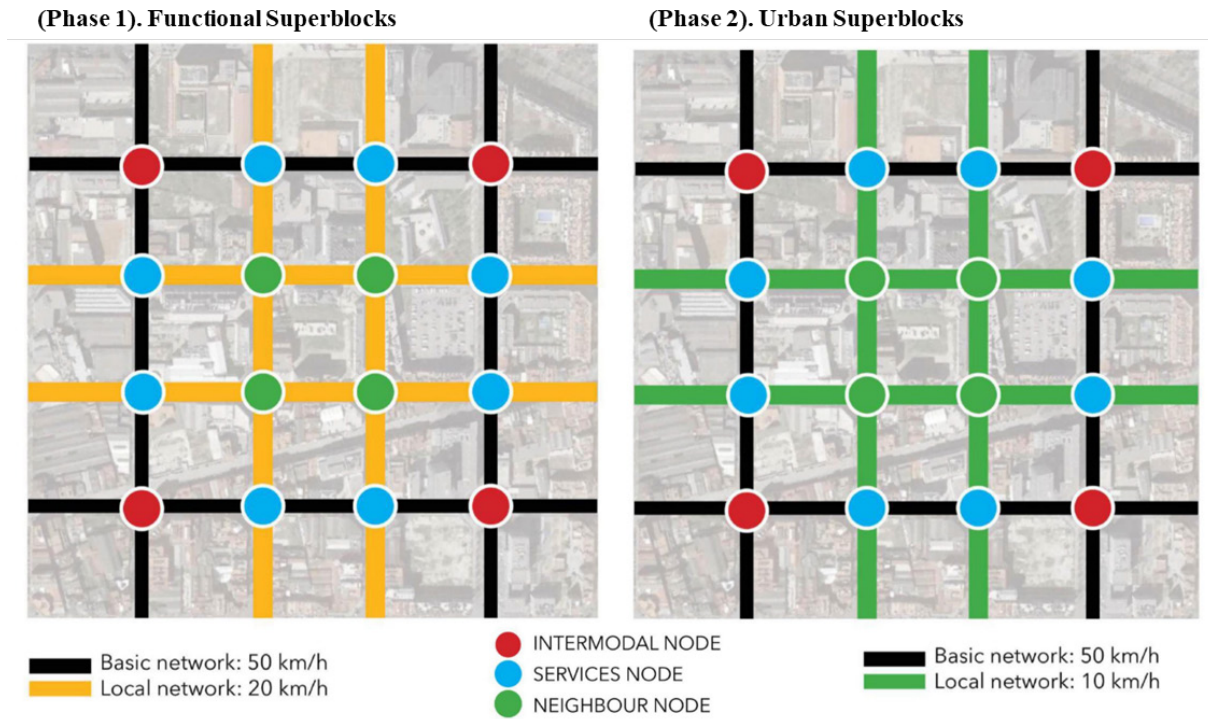 (Phase 1). Functional Superblocks
(Phase 2). Urban Superblocks
Basic network: 50 km/h
Local network: 20 km/h
INTERMODAL NODE
SERVICES NODE
NEIGHBOUR NODE
Basic network: 50 km/h
Local network: 10 km/h